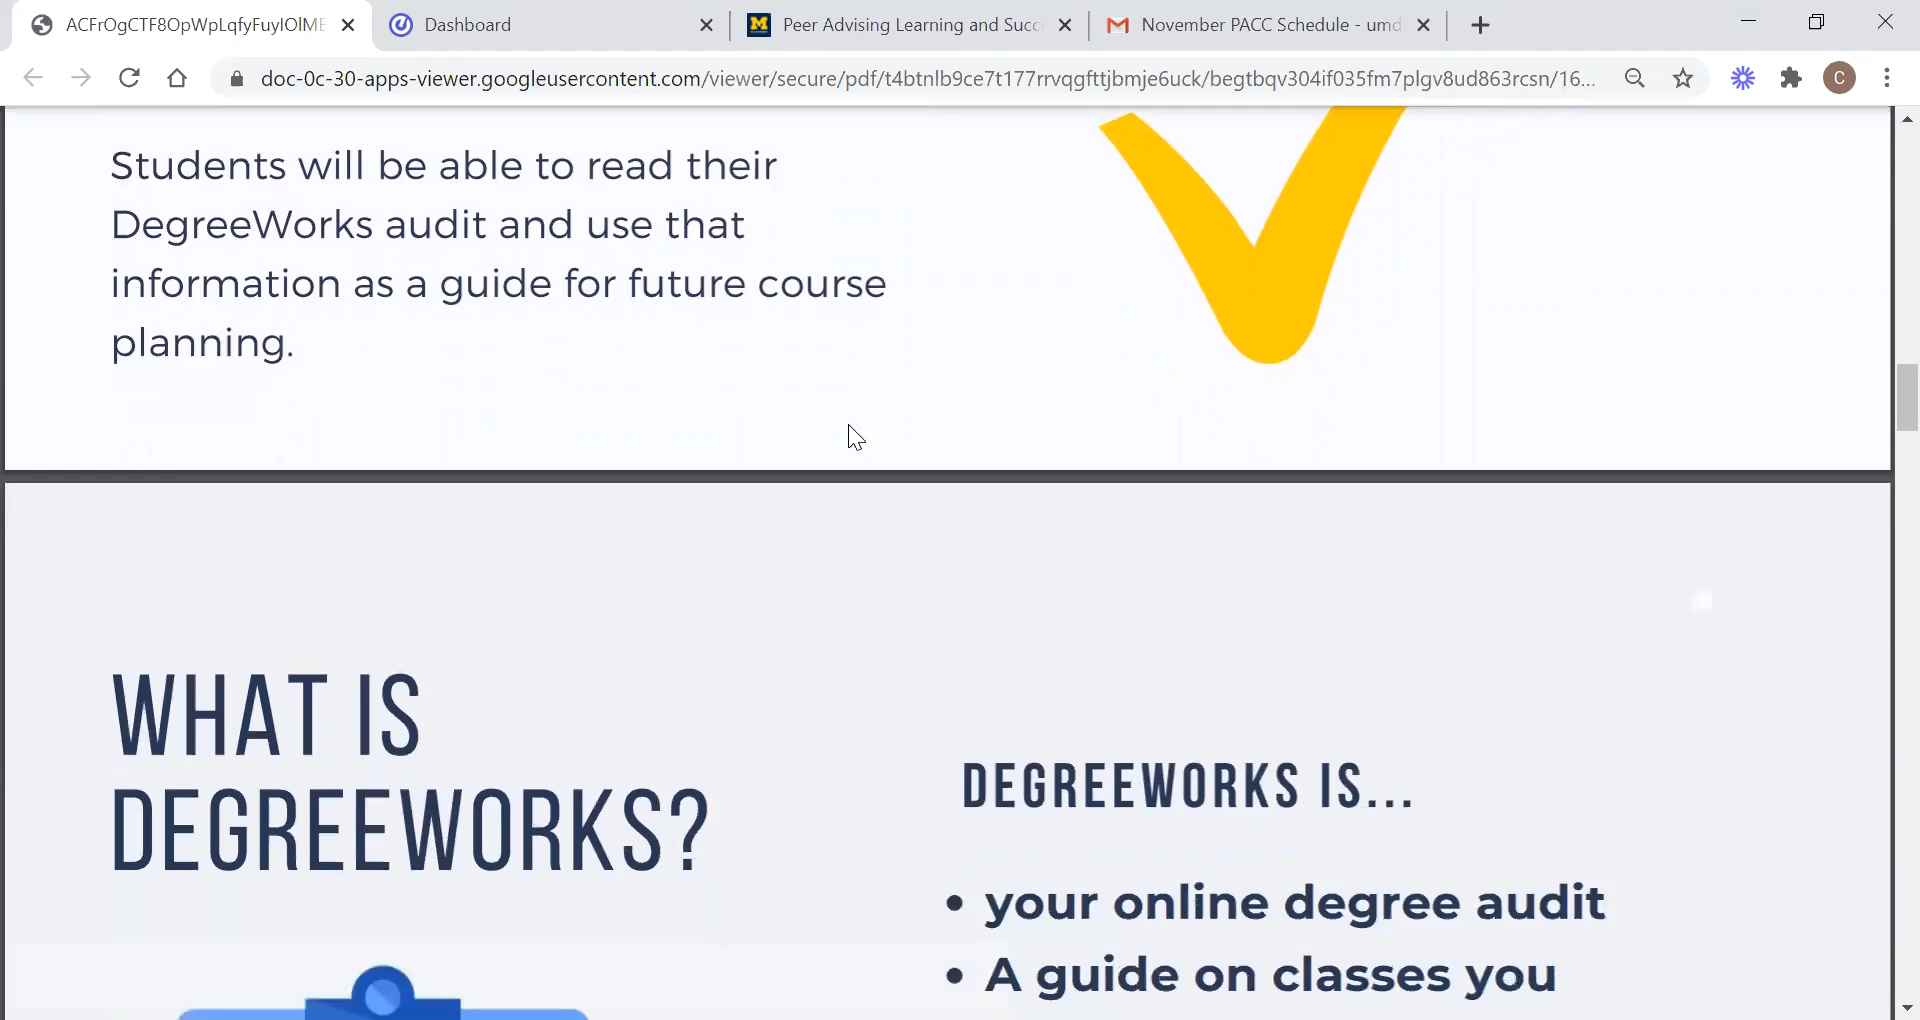 ACFrOgCTF8OpWpLqfyFuyIOlME
Dashboard
Peer Advising Learning and Succ
November PACC Schedule - umd
doc-0c-30-apps-viewer.googleusercontent.com/viewer/secure/pdf/t4btnlb9ce7t177rrvqgfttjbmje6uck/begtbqv304if035fm7plgv8ud863rcsn/16...
C
Students will be able to read their
DegreeWorks audit and use that
information as a guide for future course
planning.
WHAT IS
DEGREEWORKS?
DEGREEWORKS IS...
• your online degree audit
• A guide on classes you